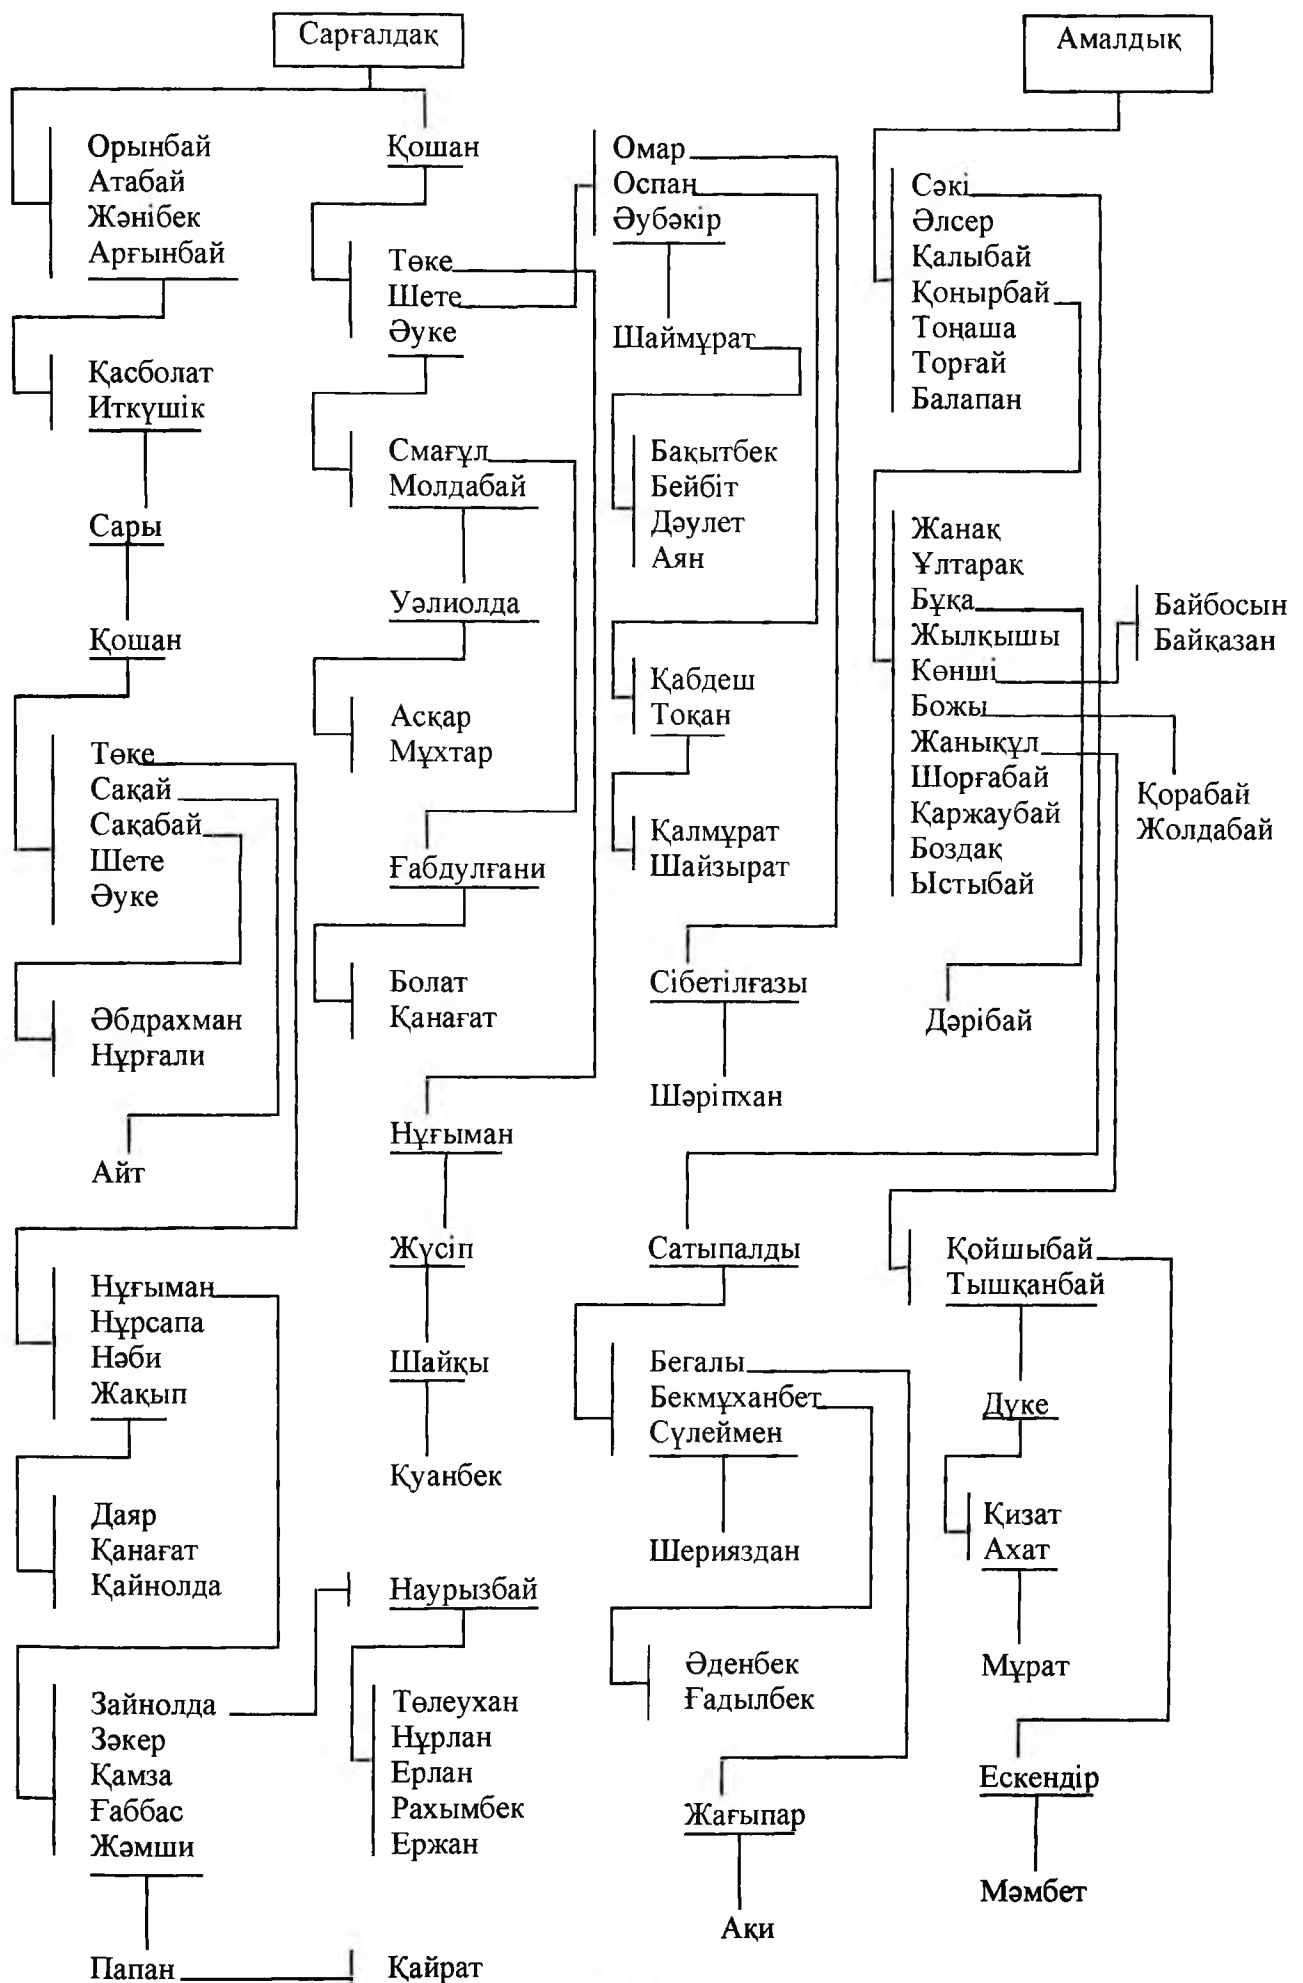 Сарғалдақ
Орынбай
Атабай
Жәнібек
Арғынбай
Қасболат
Иткүшік
Сары
Қошан
Төке
Сақай
Сақабай
Шете
Әуке
Әбдрахман
Нұрғали
Айт
Нұғыман
Нұрсапа
Нәби
Жақып
Даяр
Қанағат
Қайнолда
Зайнолда
Зәкер
Қамза
Ғаббас
Жәмши
Папан
Қошан
Төке
Шете
Әуке
Смағұл
Молдабай
Уәлиолда
Асқар
Мұхтар
Ғабдулғани
Болат
Қанағат
Нұғыман
Жүсіп
Шайқы
Қуанбек
Наурызбай
Төлеухан
Нұрлан
Ерлан
Рахымбек
Ержан
Қайрат
Омар
Оспан
Әубәкір
Шаймұрат
Бақытбек
Бейбіт
Дәулет
Аян
Қабдеш
Тоқан
Қалмұрат
Шайзырат
Сібетілғазы
Шәріпхан
Сатыпалды
Бегалы
Бекмұханбет
Сүлеймен
Шерияздан
Әденбек
Ғадылбек
Жағыпар
Ақи
Амалдық
Сәкі
Әлсер
Қалыбай
Қонырбай
Тоңаша
Торғай
Балапан
Жанақ
Ұлтарақ
Бұқа
Жылқышы
Көнші
Божы
Жанықұл
Шорғабай
Қаржаубай
Боздақ
Ыстыбай
Байбосын
Байқазан
Қорабай
Жолдабай
Дәрібай
Қойшыбай
Тышқанбай
Дүке
Қизат
Ахат
Мұрат
Ескендір
Мәмбет